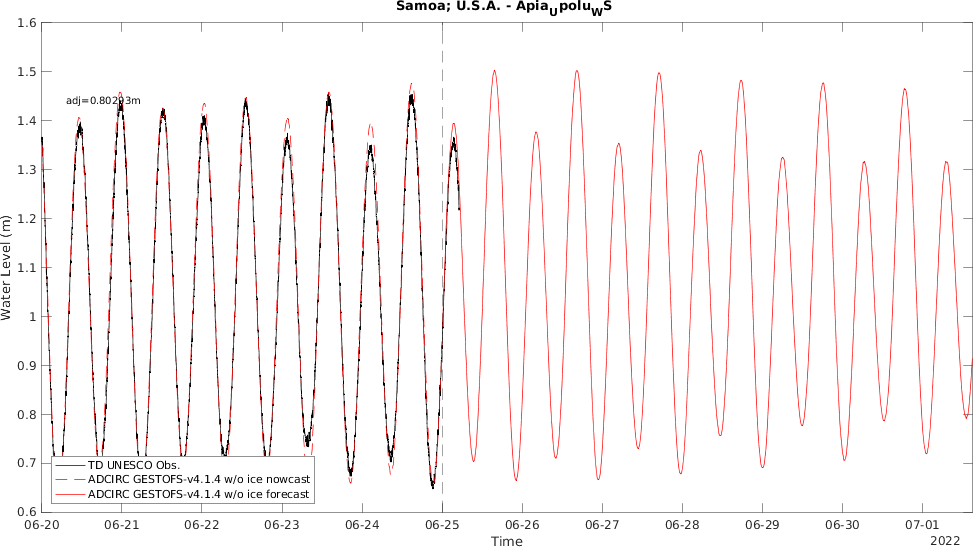 Samoa; U.S.A. - Apia_Upolu_WS
adj=0.80293m
Water Level (m)
1.6
1.5
1.4
1.3
1.2
1.1
1
0.9
0.8
0.7
0.6
TD UNESCO Obs.
ADCIRC GESTOFS-v4.1.4 w/o ice nowcast
ADCIRC GESTOFS-v4.1.4 w/o ice forecast
06-20 06-21 06-22 06-23 06-24 06-25 06-26 06-27 06-28 06-29 06-30 07-01
Time
2022